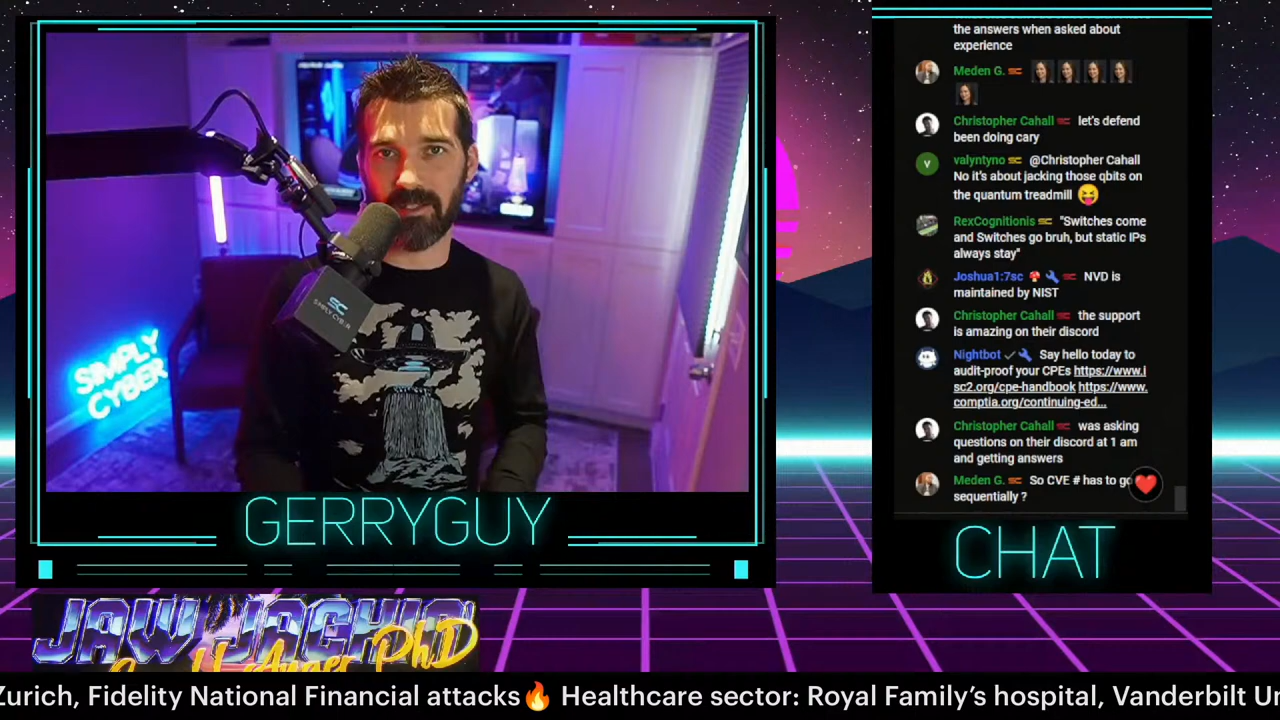 SIMPLY
CYBER
SC
SIMPLY CYBER
GERRYGUY
the answers when asked about
experience
Meden G.
Christopher Cahall let's defend
been doing cary
V
valyntyno @Christopher Cahall
No it's about jacking those qbits on
the quantum treadmill
RexCognitionis "Switches come
and Switches go bruh, but static IPs
always stay"
Joshua1:7sc NVD is
maintained by NIST
Christopher Cahall the support
is amazing on their discord
Nightbot Say hello today to
audit-proof your CPEs https://www.i
sc2.org/cpe-handbook https://www.
comptia.org/continuing-ed...
Christopher Cahall was asking
questions on their discord at 1 am
and getting answers
Meden G. So CVE # has to go
sequentially ?
CHAT
JAW JACKIN'
PhD
Zurich, Fidelity National Financial attacks🔥 Healthcare sector: Royal Family's hospital, Vanderbilt Un